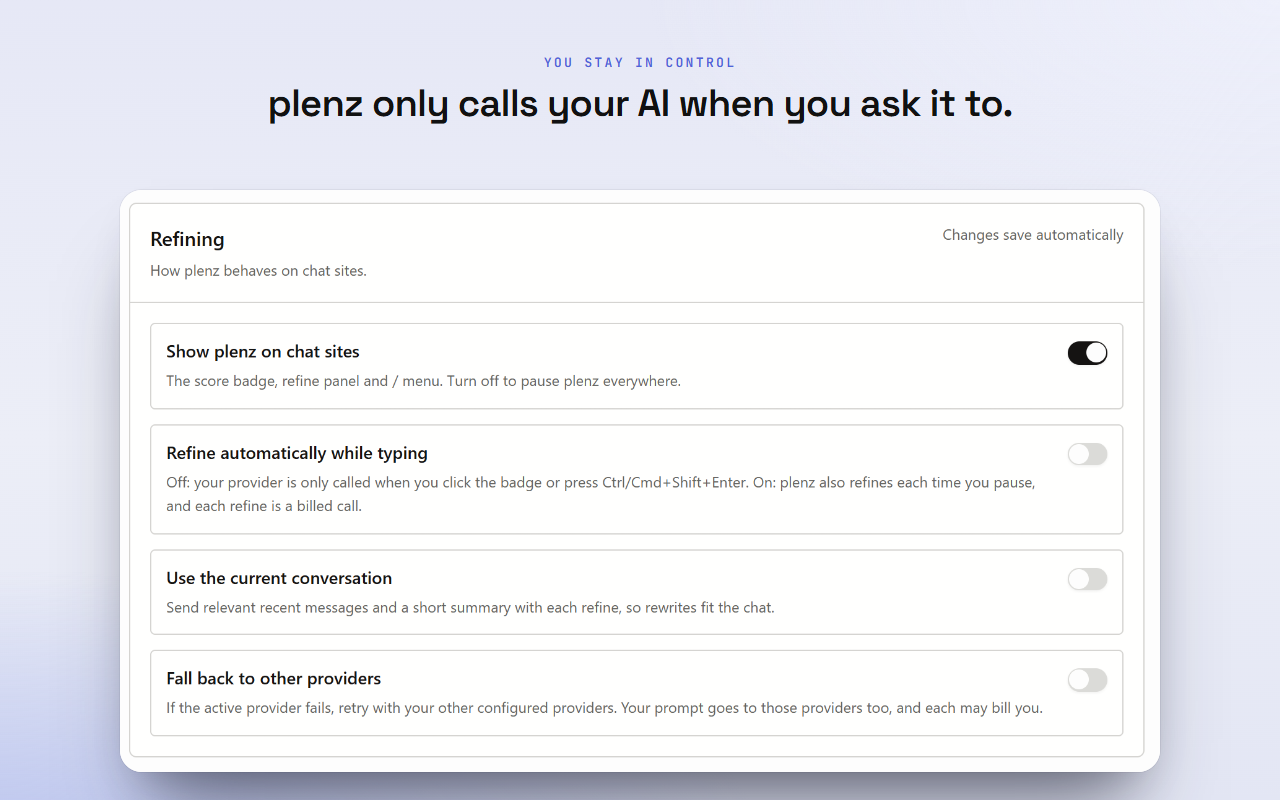 YOU STAY IN CONTROL
plenz only calls your AI when you ask it to.
Refining
Changes save automatically
How plenz behaves on chat sites.
Show plenz on chat sites
The score badge, refine panel and / menu. Turn off to pause plenz everywhere.
Refine automatically while typing
Off: your provider is only called when you click the badge or press Ctrl/Cmd+Shift+Enter. On: plenz also refines each time you pause,
and each refine is a billed call.
Use the current conversation
Send relevant recent messages and a short summary with each refine, so rewrites fit the chat.
Fall back to other providers
If the active provider fails, retry with your other configured providers. Your prompt goes to those providers too, and each may bill you.